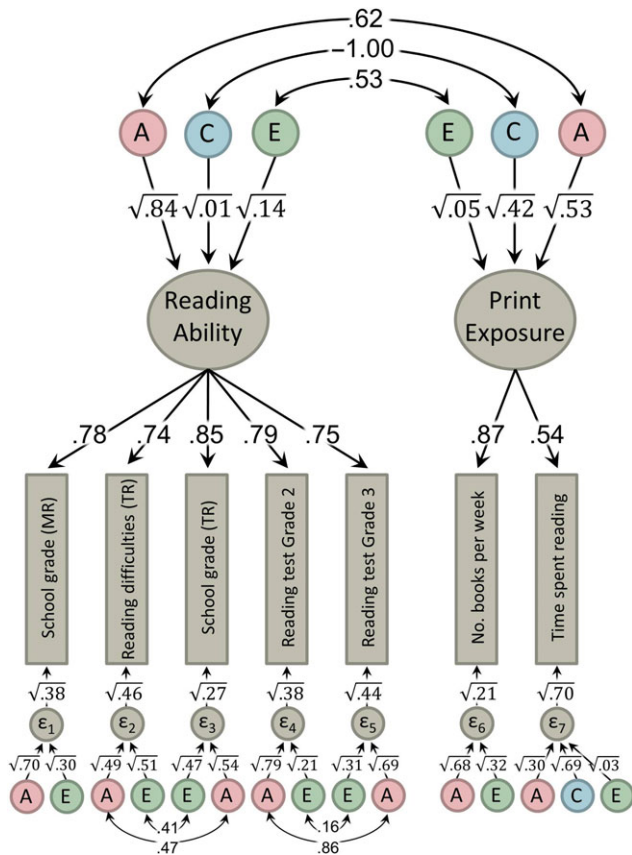 .62
−1.00
.53
A C E E C A
√.84 √.01 √.14 √.05 √.42 √.53
Reading
Ability
Print
Exposure
.78 .74 .85 .79 .75 .87 .54
School grade (MR)
Reading difficulties (TR)
School grade (TR)
Reading test Grade 2
Reading test Grade 3
No. books per week
Time spent reading
√.38 √.46 √.27 √.38 √.44 √.21 √.70
ε1 ε2 ε3 ε4 ε5 ε6 ε7
√.70 √.30 √.49 √.51 √.47 √.54 √.79 √.21 √.31 √.69 √.68 √.32 √.30 √.69 √.03
A E A E E A A E E A A E A C E
.41 .16
.47 .86